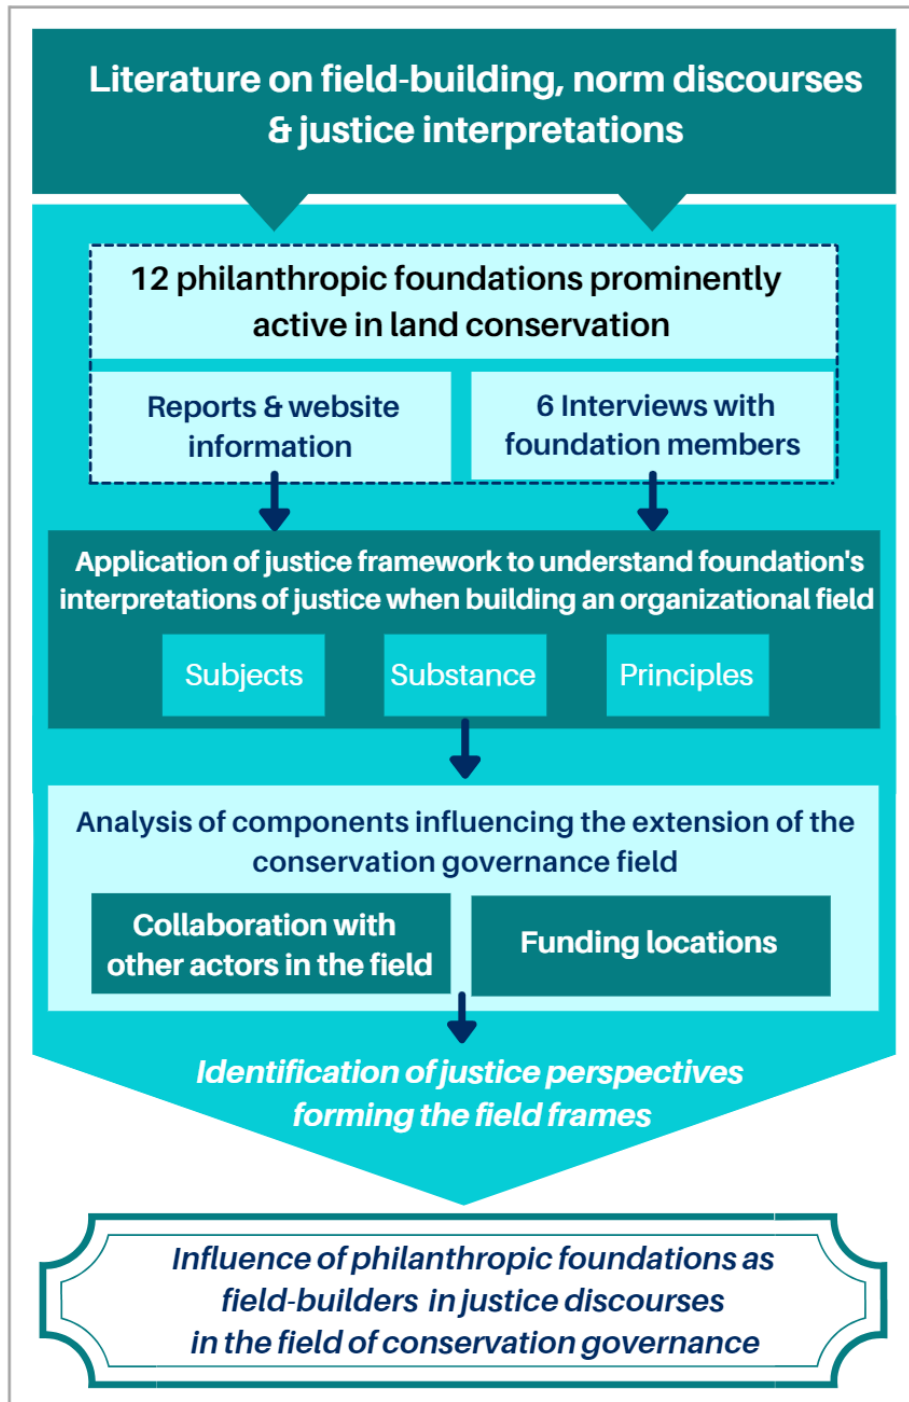 Literature on field-building, norm discourses
& justice interpretations
12 philanthropic foundations prominently
active in land conservation
Reports & website
information
6 Interviews with
foundation members
Application of justice framework to understand foundation's
interpretations of justice when building an organizational field
Subjects
Substance
Principles
Analysis of components influencing the extension of the
conservation governance field
Collaboration with
other actors in the field
Funding locations
Identification of justice perspectives
forming the field frames
Influence of philanthropic foundations as
field-builders in justice discourses
in the field of conservation governance